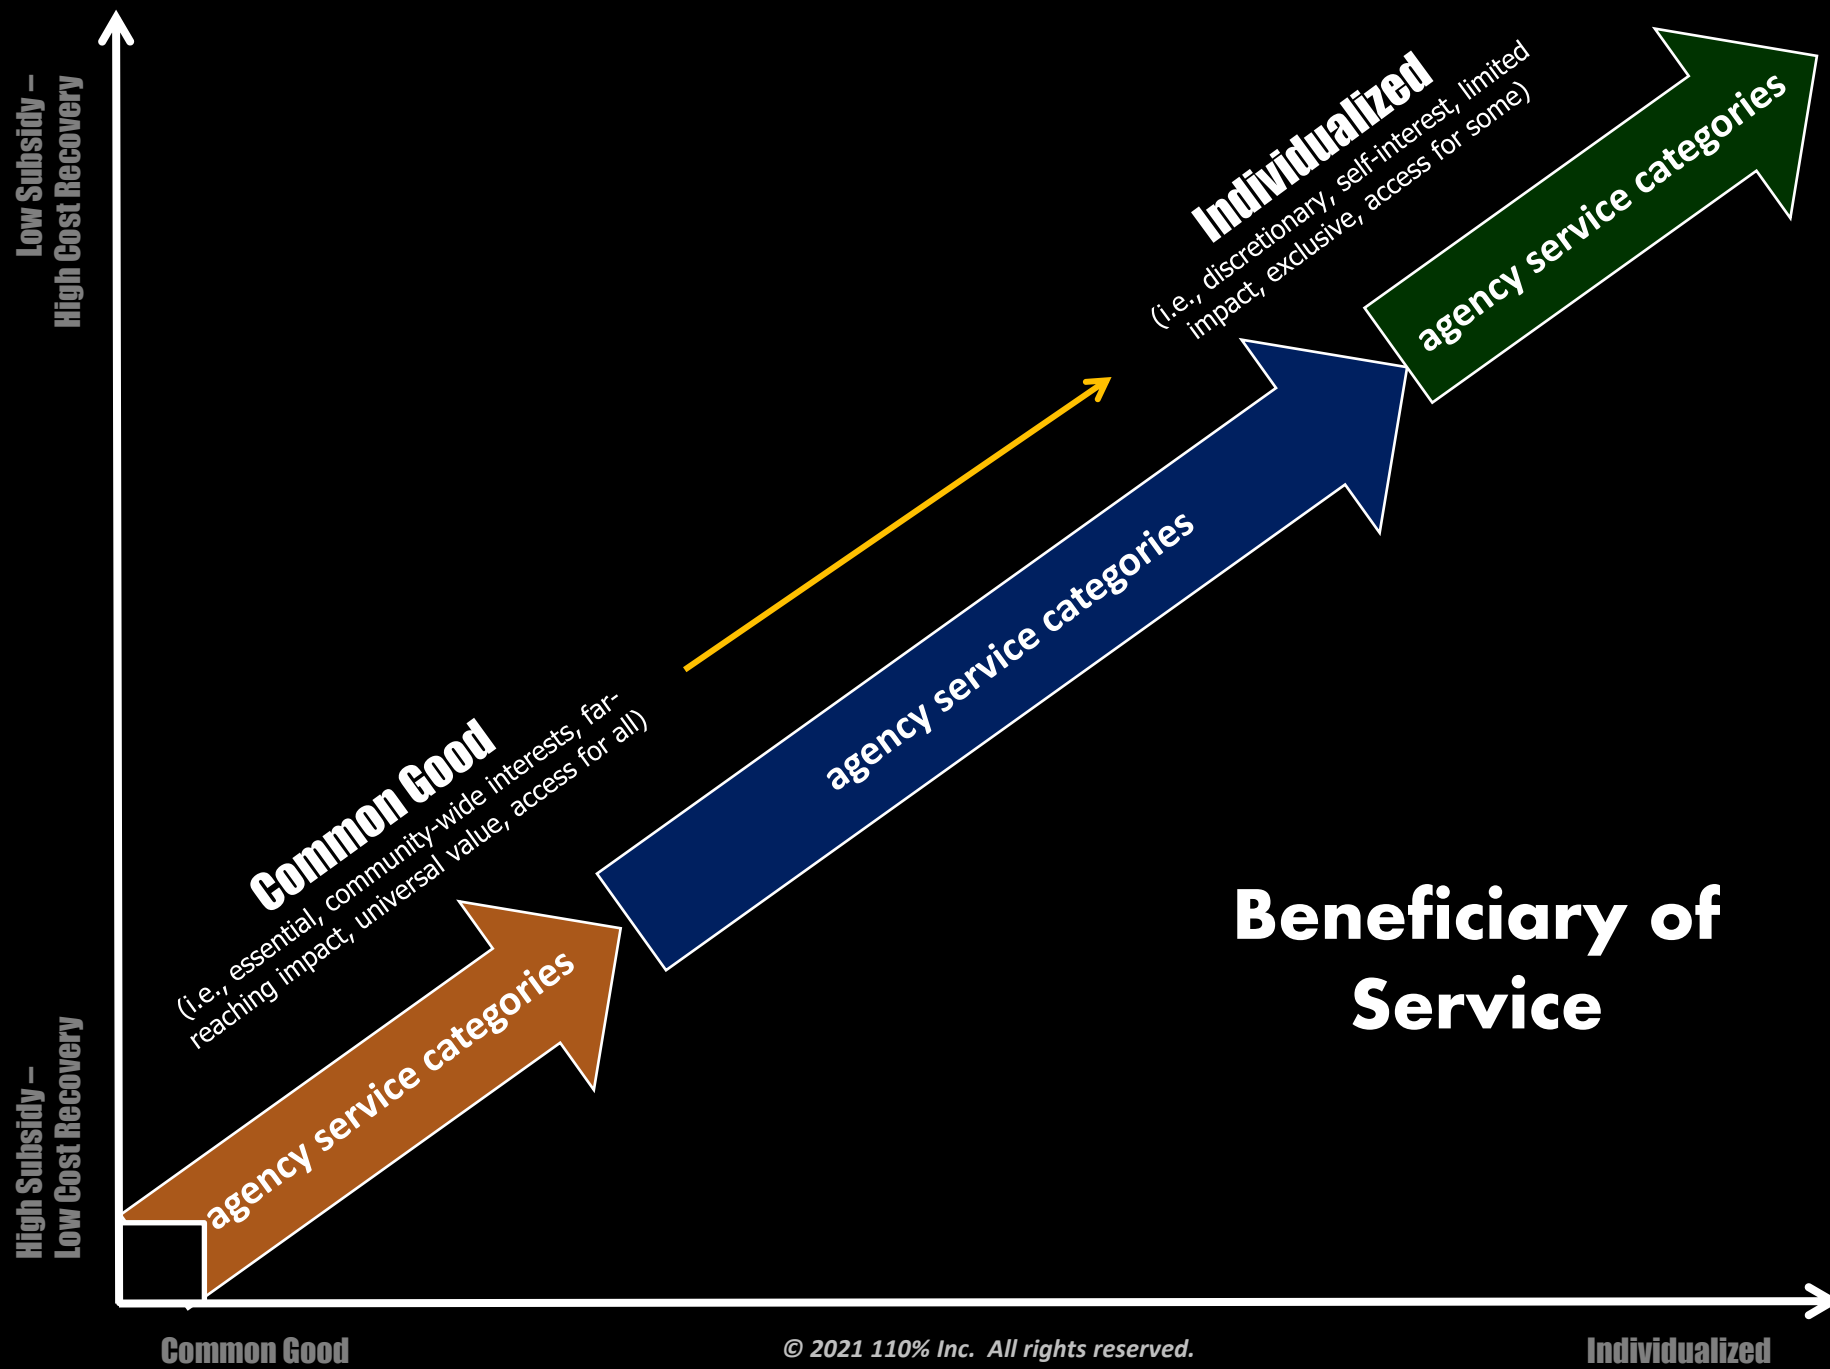 Low Subsidy –
High Cost Recovery
Individualized
(i.e., discretionary, self-interest, limited
impact, exclusive, access for some)
agency service categories
agency service categories
Common Good
(i.e., essential, community-wide interests, far-
reaching impact, universal value, access for all)
agency service categories
Beneficiary of
Service
High Subsidy –
Low Cost Recovery
Common Good
© 2021 110% Inc. All rights reserved.
Individualized